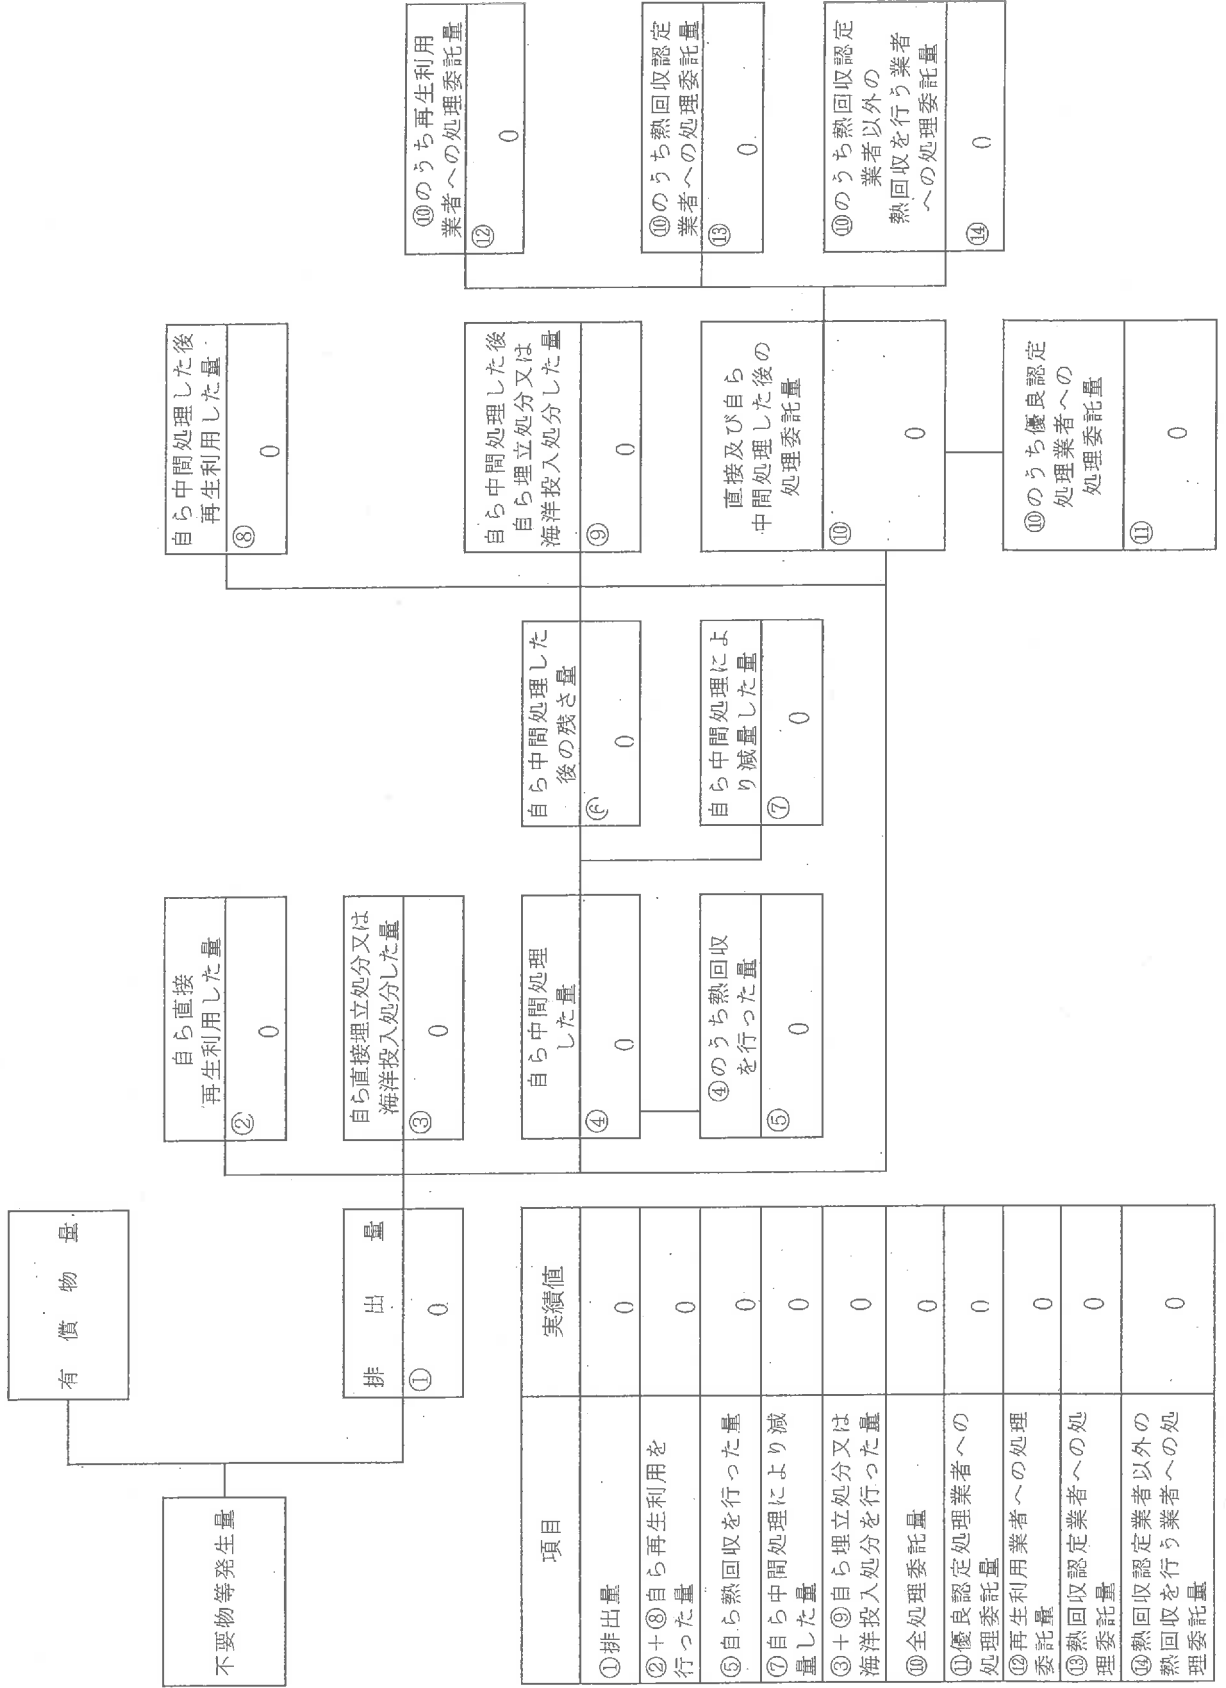 不要物等発生量
有償物量
排出量
①
0
自ら直接
再生利用した量
②
0
自ら直接埋立処分又は
海洋投入処分した量
③
0
自ら中間処理
した量
④
0
④のうち熱回収
を行った量
⑤
0
自ら中間処理した
後の残さ量
⑥
0
自ら中間処理によ
り減量した量
⑦
0
自ら中間処理した後
再生利用した量
⑧
0
自ら中間処理した後
自ら埋立処分又は
海洋投入処分した量
⑨
0
直接及び自ら
中間処理した後の
処理委託量
⑩
0
⑩のうち優良認定
処理業者への
処理委託量
⑪
0
⑩のうち再生利用
業者への処理委託量
⑫
0
⑩のうち熱回収認定
業者への処理委託量
⑬
0
⑩のうち熱回収認定
業者以外の
熱回収を行う業者
への処理委託量
⑭
0
項目 実績値
①排出量 0
②+⑧自ら再生利用を
行った量 0
⑤自ら熱回収を行った量 0
⑦自ら中間処理により減
量した量 0
③+⑨自ら埋立処分又は
海洋投入処分を行った量 0
⑩全処理委託量 0
⑪優良認定処理業者への
処理委託量 0
⑫再生利用業者への処理
委託量 0
⑬熱回収認定業者への処
理委託量 0
⑭熱回収認定業者以外の
熱回収を行う業者への処
理委託量 0